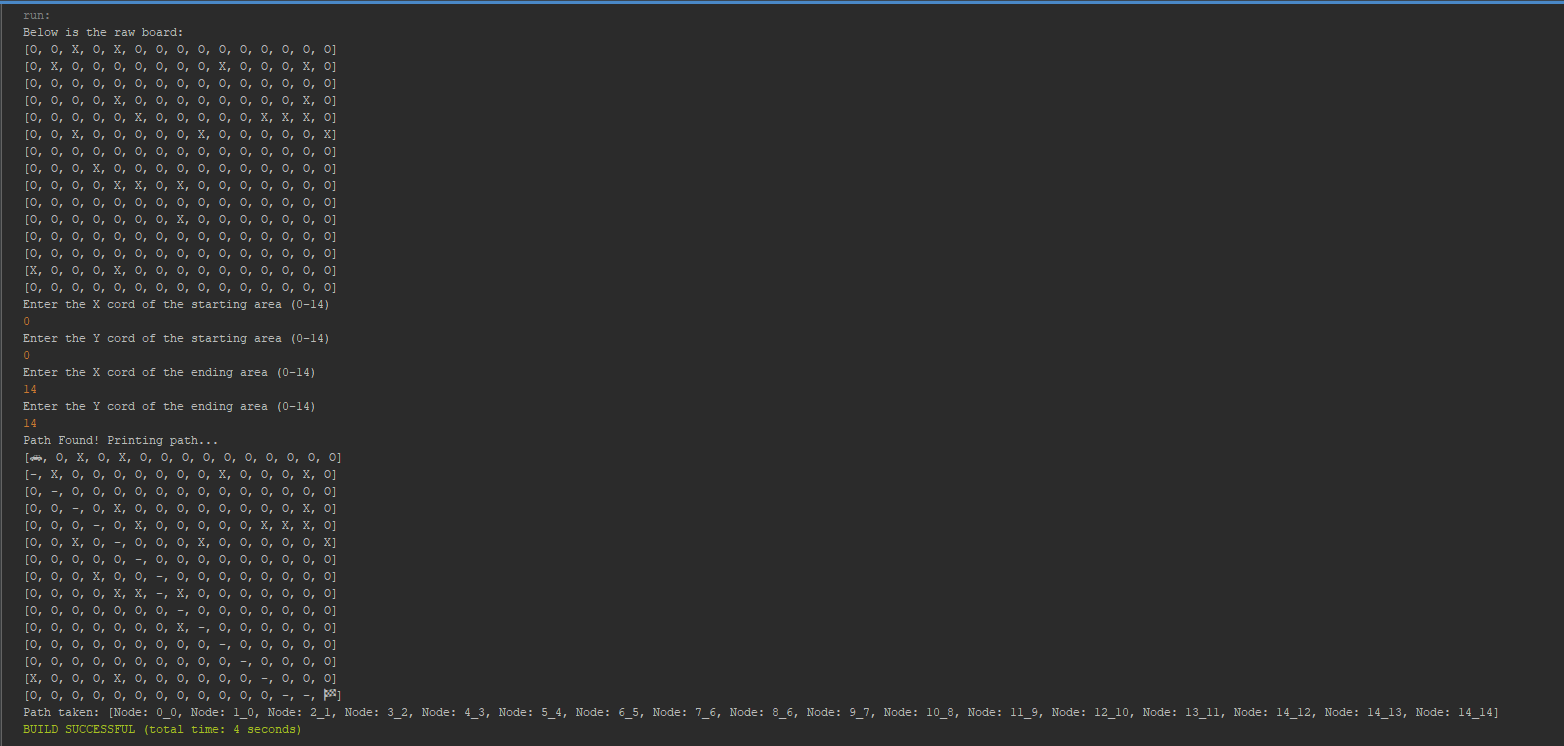 run:
Below is the raw board:
[O, O, X, O, X, O, O, O, O, O, O, O, O, O, O]
[O, X, O, O, O, O, O, O, O, X, O, O, O, X, O]
[O, O, O, O, O, O, O, O, O, O, O, O, O, O, O]
[O, O, O, O, X, O, O, O, O, O, O, O, O, X, O]
[O, O, O, O, O, X, O, O, O, O, O, X, X, X, O]
[O, O, X, O, O, O, O, O, X, O, O, O, O, O, X]
[O, O, O, O, O, O, O, O, O, O, O, O, O, O, O]
[O, O, O, X, O, O, O, O, O, O, O, O, O, O, O]
[O, O, O, O, X, X, O, X, O, O, O, O, O, O, O]
[O, O, O, O, O, O, O, O, O, O, O, O, O, O, O]
[O, O, O, O, O, O, O, X, O, O, O, O, O, O, O]
[O, O, O, O, O, O, O, O, O, O, O, O, O, O, O]
[O, O, O, O, O, O, O, O, O, O, O, O, O, O, O]
[X, O, O, O, X, O, O, O, O, O, O, O, O, O, O]
[O, O, O, O, O, O, O, O, O, O, O, O, O, O, O]
Enter the X cord of the starting area (0-14)
0
Enter the Y cord of the starting area (0-14)
0
Enter the X cord of the ending area (0-14)
14
Enter the Y cord of the ending area (0-14)
14
Path Found! Printing path...
[🚗, O, X, O, X, O, O, O, O, O, O, O, O, O, O]
[-, X, O, O, O, O, O, O, O, X, O, O, O, X, O]
[O, -, O, O, O, O, O, O, O, O, O, O, O, O, O]
[O, O, -, O, X, O, O, O, O, O, O, O, O, X, O]
[O, O, O, -, O, X, O, O, O, O, O, X, X, X, O]
[O, O, X, O, -, O, O, O, X, O, O, O, O, O, X]
[O, O, O, O, O, -, O, O, O, O, O, O, O, O, O]
[O, O, O, X, O, O, -, O, O, O, O, O, O, O, O]
[O, O, O, O, X, X, -, X, O, O, O, O, O, O, O]
[O, O, O, O, O, O, O, -, O, O, O, O, O, O, O]
[O, O, O, O, O, O, O, X, -, O, O, O, O, O, O]
[O, O, O, O, O, O, O, O, O, -, O, O, O, O, O]
[O, O, O, O, O, O, O, O, O, O, -, O, O, O, O]
[X, O, O, O, X, O, O, O, O, O, O, -, O, O, O]
[O, O, O, O, O, O, O, O, O, O, O, O, -, -, 🏁]
Path taken: [Node: 0_0, Node: 1_0, Node: 2_1, Node: 3_2, Node: 4_3, Node: 5_4, Node: 6_5, Node: 7_6, Node: 8_6, Node: 9_7, Node: 10_8, Node: 11_9, Node: 12_10, Node: 13_11, Node: 14_12, Node: 14_13, Node: 14_14]
BUILD SUCCESSFUL (total time: 4 seconds)